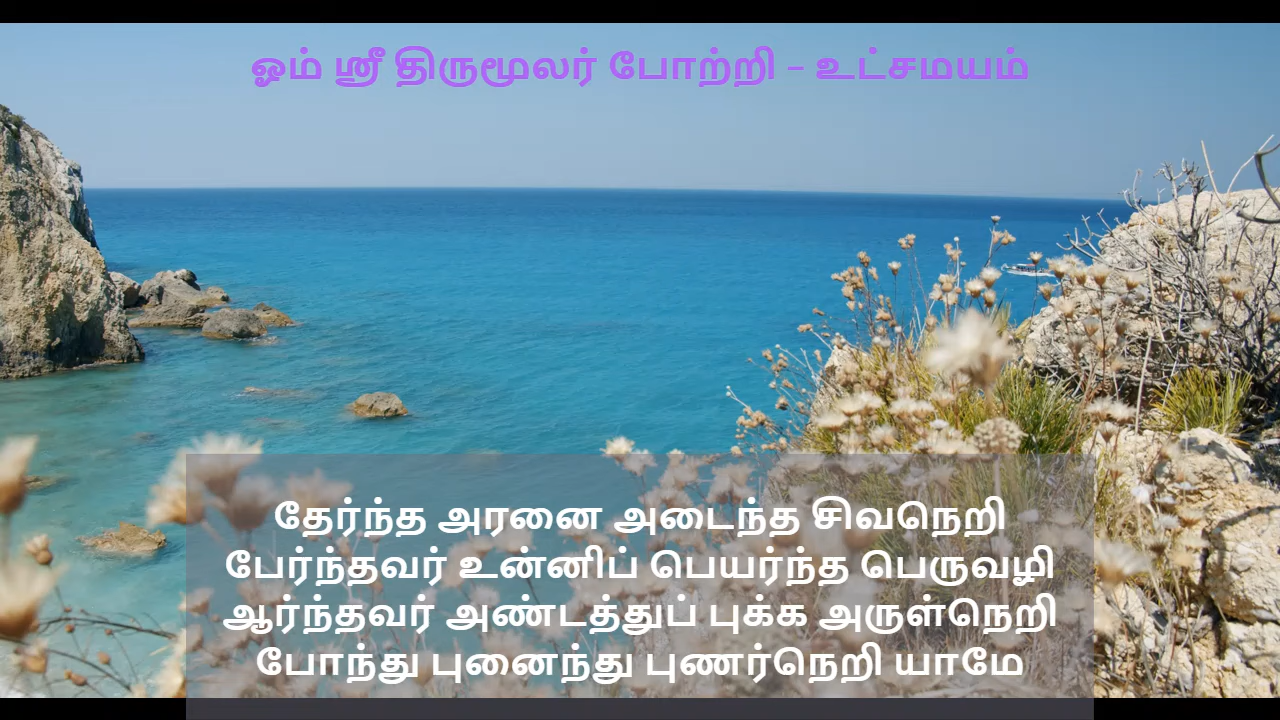 ஓம் ஸ்ரீ திருமூலர் போற்றி – உட்சமயம்
தேர்ந்த அரனை அடைந்த சிவநெறி
பேர்ந்தவர் உன்னிப் பெயர்ந்த பெருவழி
ஆர்ந்தவர் அண்டத்துப் புக்க அருள்நெறி
போந்து புனைந்து புணர்நெறி யாமே